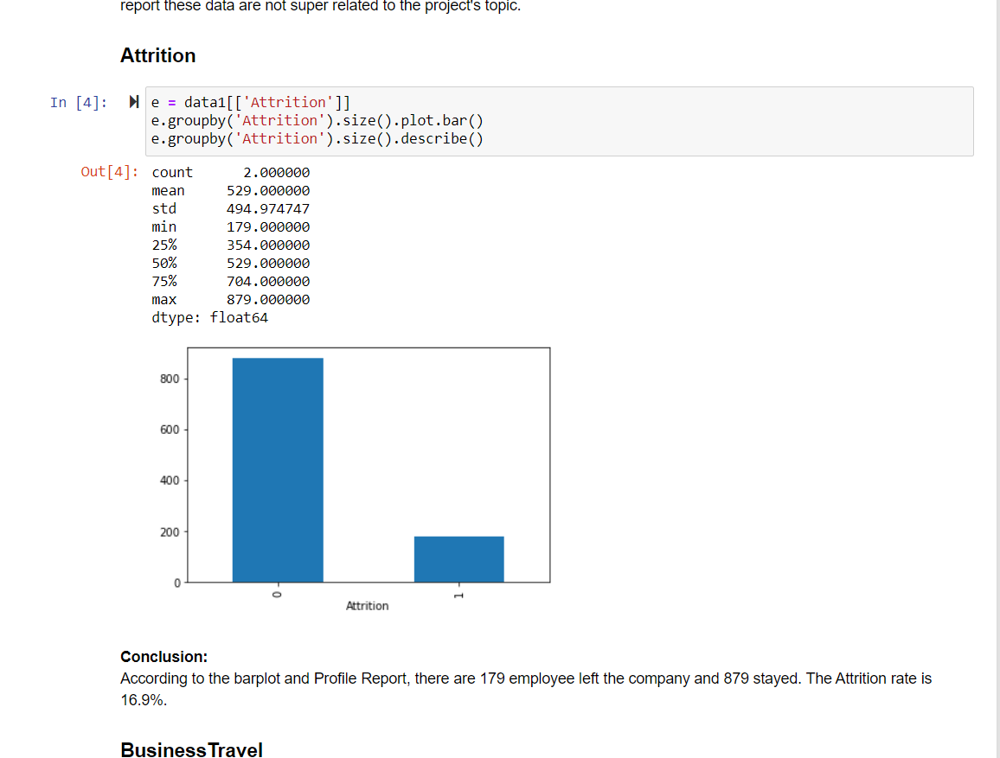 report these data are not super related to the project's topic.
Attrition
In [4]:
e = data1[['Attrition']]
e.groupby('Attrition').size().plot.bar()
e.groupby('Attrition').size().describe()
Out[4]:
count 2.000000
mean 529.000000
std 494.974747
min 179.000000
25% 354.000000
50% 529.000000
75% 704.000000
max 879.000000
dtype: float64
800
600
400
200
0
0 1
Attrition
Conclusion:
According to the barplot and Profile Report, there are 179 employee left the company and 879 stayed. The Attrition rate is
16.9%.
BusinessTravel